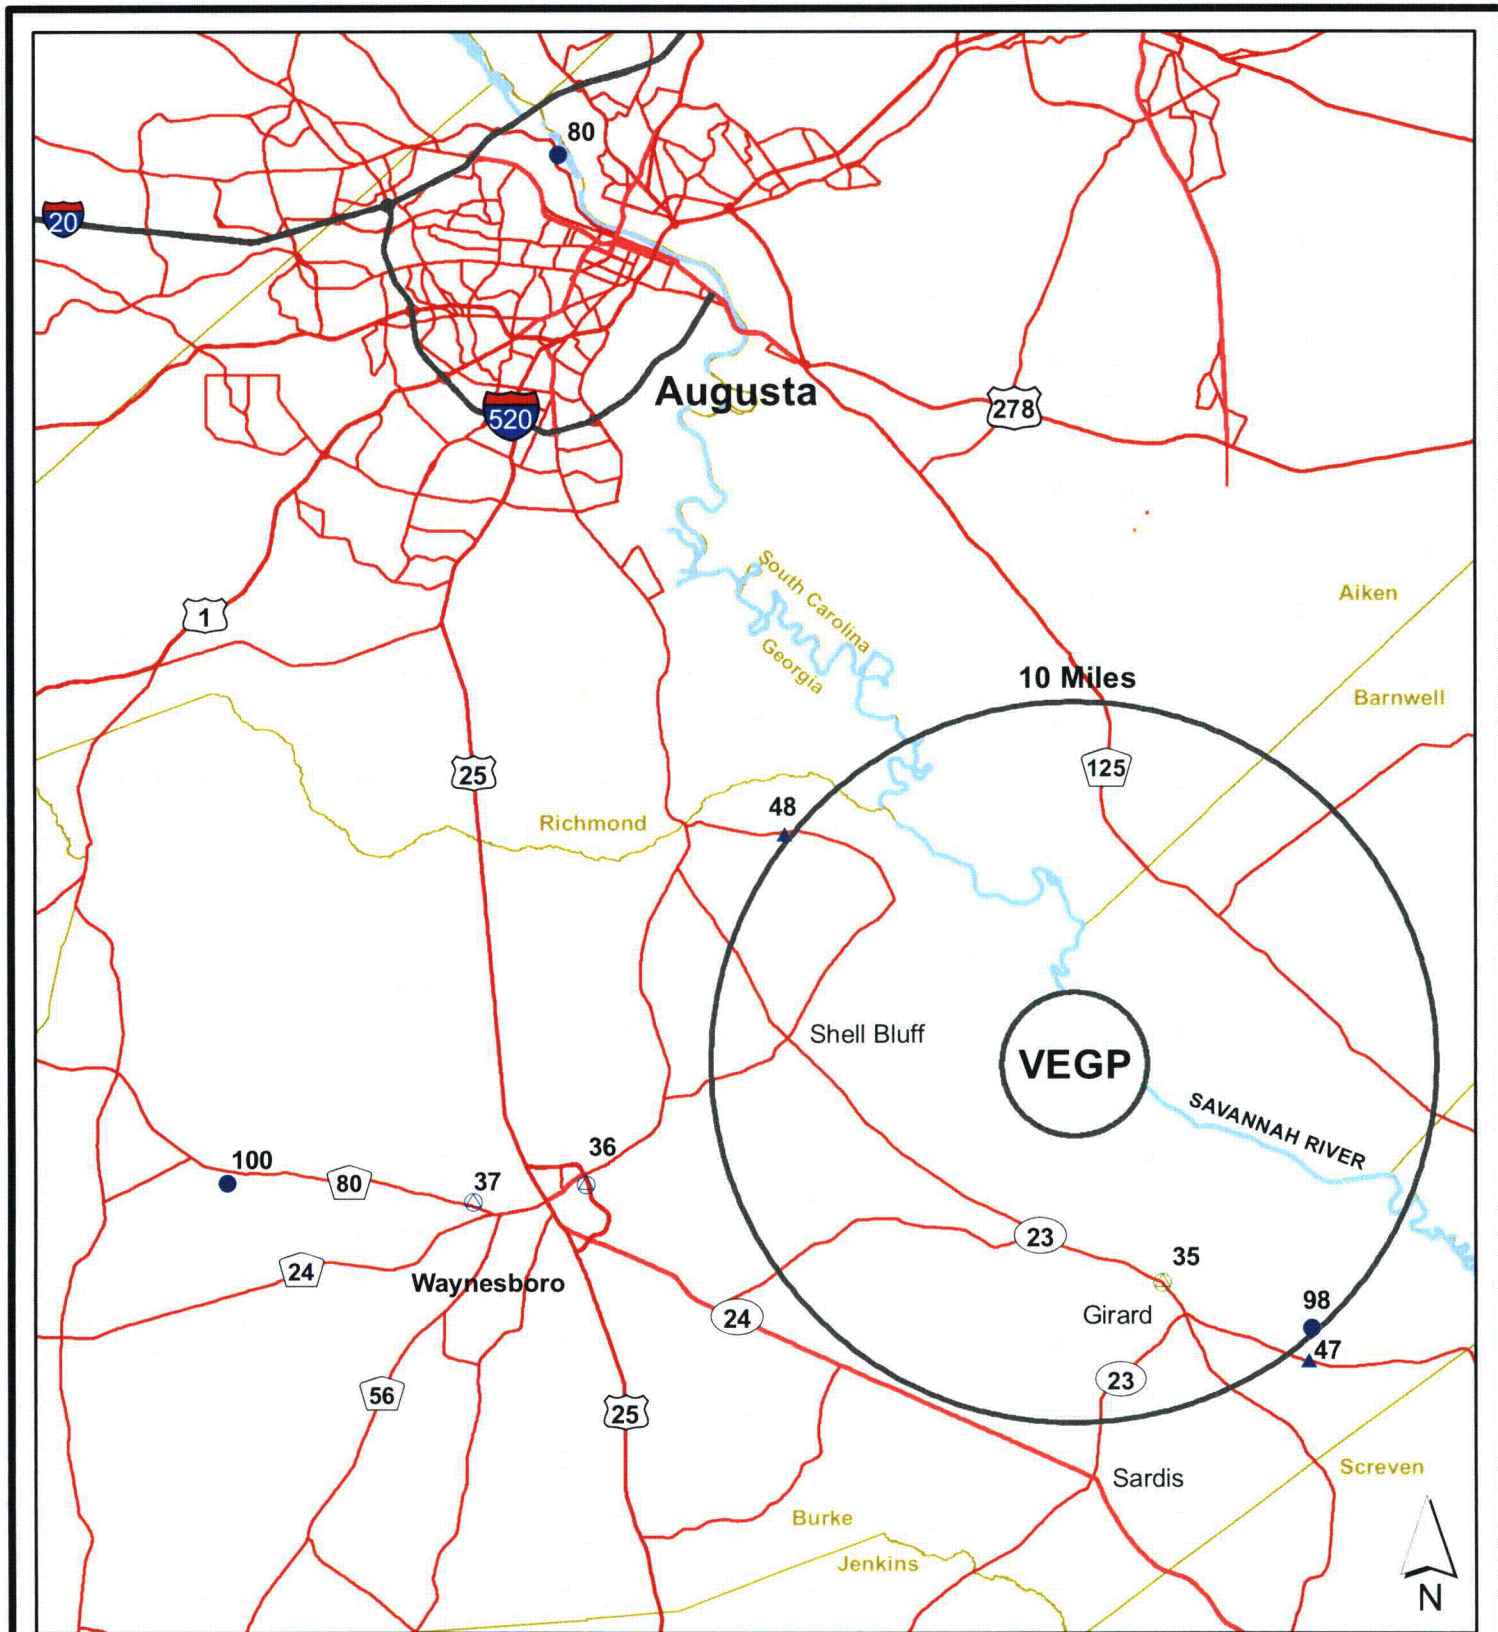 80
20
Augusta
278
520
South Carolina
Georgia
Aiken
1
10 Miles
Barnwell
125
25
48
Richmond
Shell Bluff
VEGP
SAVANNAH RIVER
36
100
37
80
23
35
24
Waynesboro
98
Girard
24
47
23
56
25
Screven
Sardis
Burke
Jenkins
N